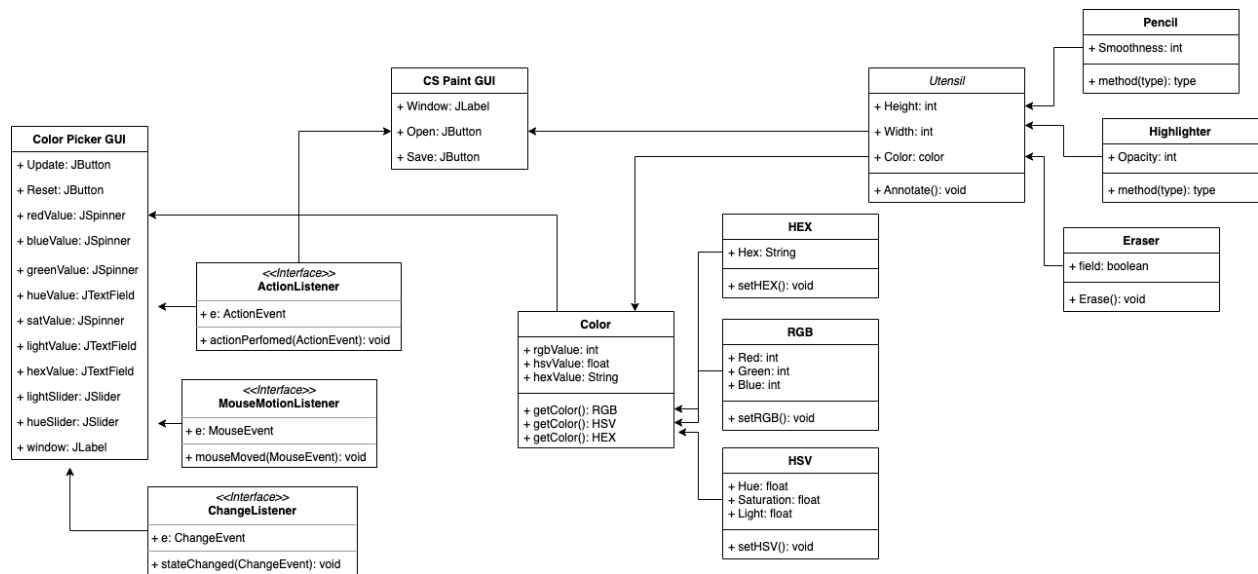 Color Picker GUI
+ Update: JButton
+ Reset: JButton
+ redValue: JSpinner
+ blueValue: JSpinner
+ greenValue: JSpinner
+ hueValue: JTextField
+ satValue: JSpinner
+ lightValue: JTextField
+ hexValue: JTextField
+ lightSlider: JSlider
+ hueSlider: JSlider
+ window: JLabel
CS Paint GUI
+ Window: JLabel
+ Open: JButton
+ Save: JButton
<<Interface>>
ActionListener
+ e: ActionEvent
+ actionPerfomed(ActionEvent): void
<<Interface>>
MouseMotionListener
+ e: MouseEvent
+ mouseMoved(MouseEvent): void
<<Interface>>
ChangeListener
+ e: ChangeEvent
+ stateChanged(ChangeEvent): void
Color
+ rgbValue: int
+ hsvValue: float
+ hexValue: String
+ getColor(): RGB
+ getColor(): HSV
+ getColor(): HEX
HEX
+ Hex: String
+ setHEX(): void
RGB
+ Red: int
+ Green: int
+ Blue: int
+ setRGB(): void
HSV
+ Hue: float
+ Saturation: float
+ Light: float
+ setHSV(): void
Utensil
+ Height: int
+ Width: int
+ Color: color
+ Annotate(): void
Pencil
+ Smoothness: int
+ method(type): type
Highlighter
+ Opacity: int
+ method(type): type
Eraser
+ field: boolean
+ Erase(): void